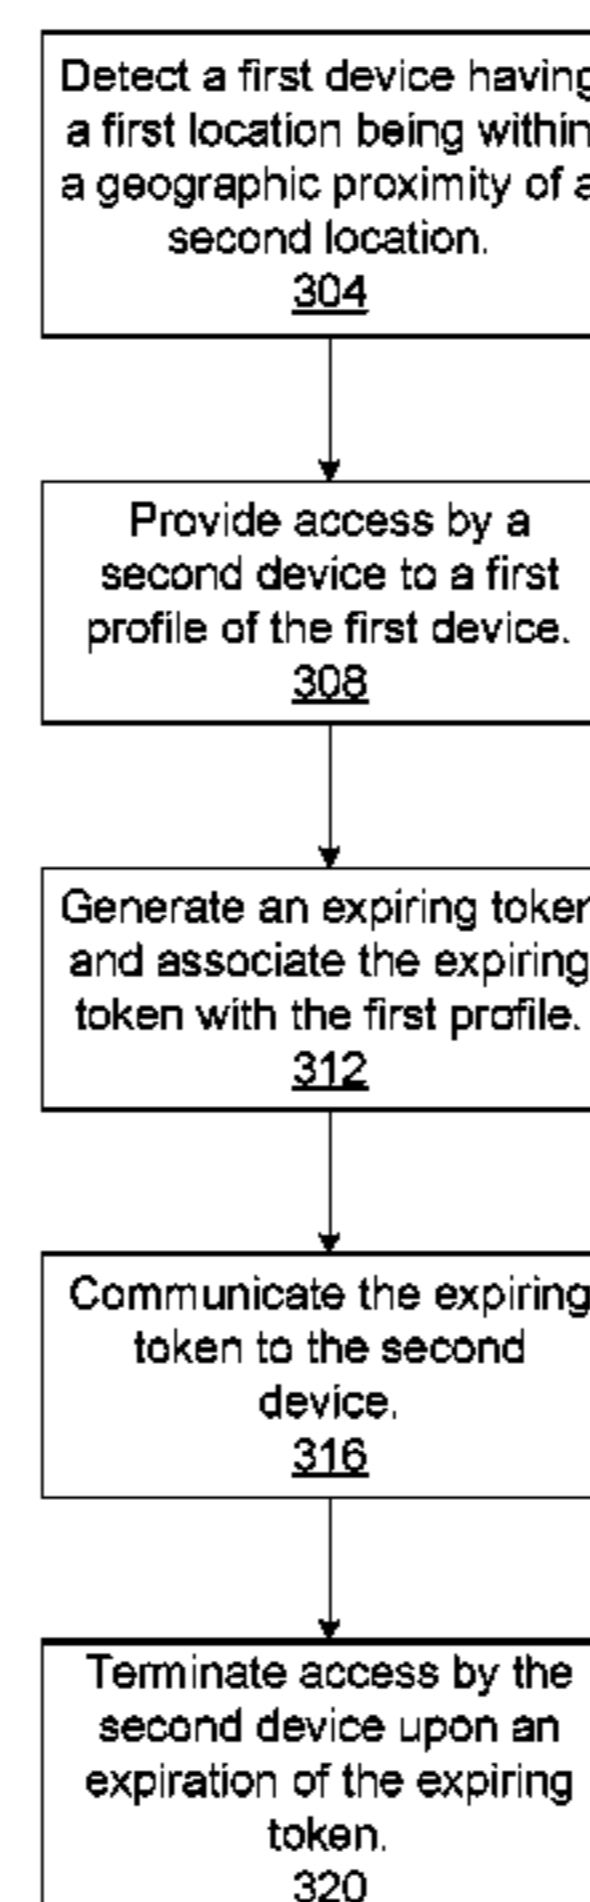 Detect a first device having
a first location being within
a geographic proximity of a
second location.
304
Provide access by a
second device to a first
profile of the first device.
308
Generate an expiring token
and associate the expiring
token with the first profile.
312
Communicate the expiring
token to the second
device.
316
Terminate access by the
second device upon an
expiration of the expiring
token.
320